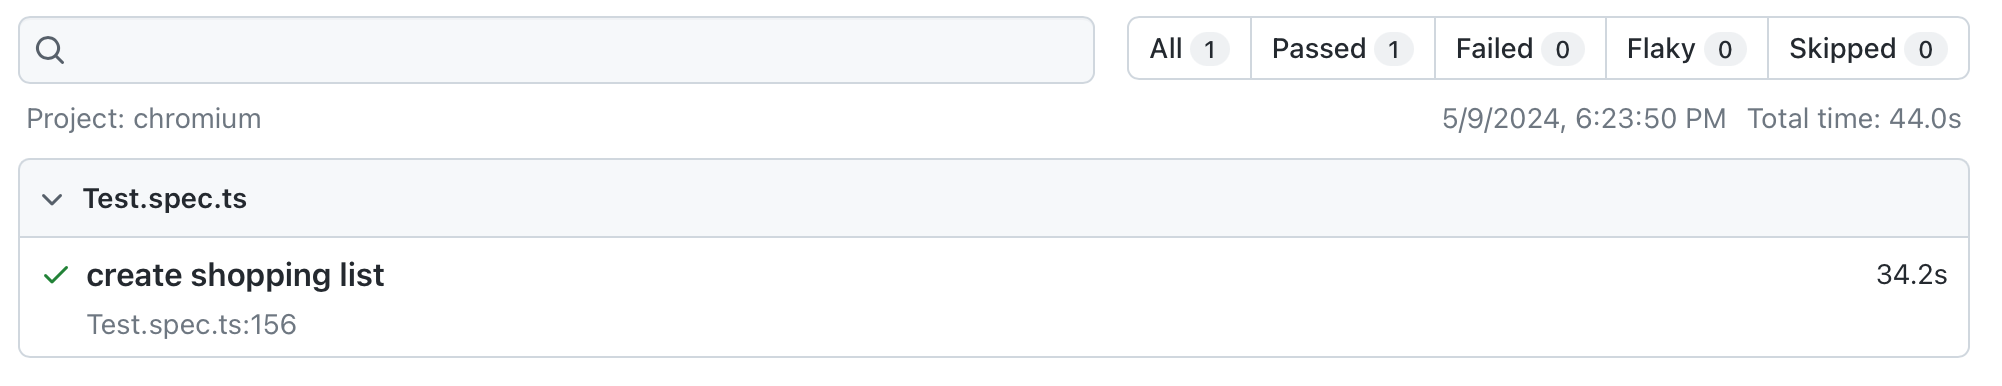 All 1 Passed 1 Failed 0 Flaky 0 Skipped 0
Project: chromium 5/9/2024, 6:23:50 PM Total time: 44.0s
Test.spec.ts
create shopping list 34.2s
Test.spec.ts:156